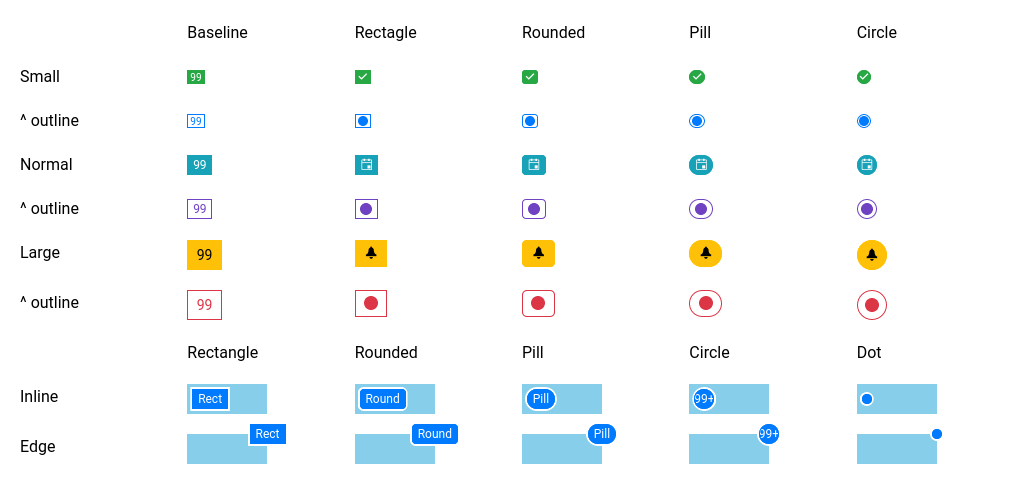 Baseline Rectagle Rounded Pill Circle
Small 99
^ outline 99
Normal 99
^ outline 99
Large 99
^ outline 99
Rectangle Rounded Pill Circle Dot
Inline Rect Round Pill 99+
Edge Rect Round Pill 99+